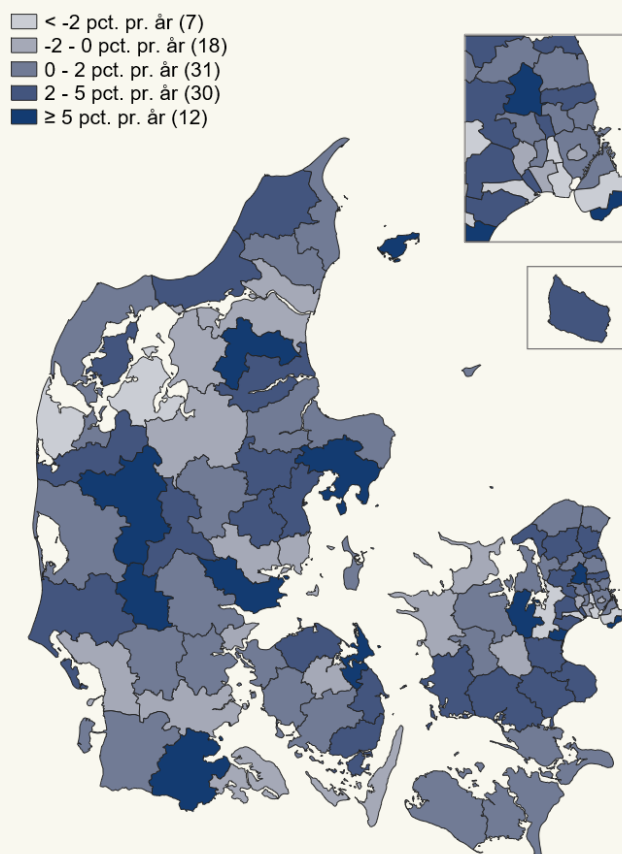 < -2 pct. pr. år (7)
-2 - 0 pct. pr. år (18)
0 - 2 pct. pr. år (31)
2 - 5 pct. pr. år (30)
≥ 5 pct. pr. år (12)